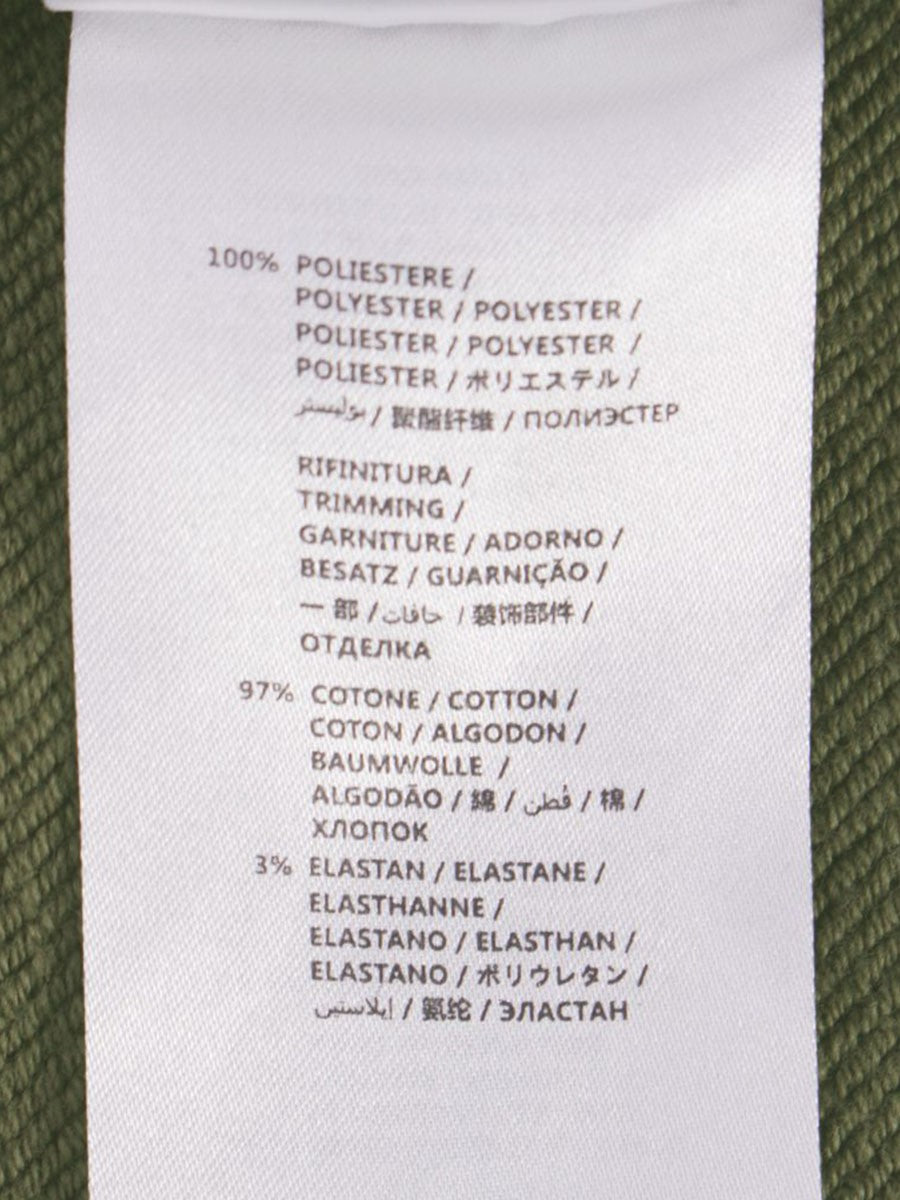 100% POLIESTERE /
POLYESTER / POLYESTER /
POLIESTER / POLYESTER /
POLIESTER / ポリエステル /
بوليستر / 聚酯纤维 / ПОЛИЭСТЕР
RIFINITURA /
TRIMMING /
GARNITURE / ADORNO /
BESATZ / GUARNIÇÃO /
一部 / حافات / 装饰部件 /
ОТДЕЛКА
97% COTONE / COTTON /
COTON / ALGODON /
BAUMWOLLE /
ALGODÃO / 綿 / قُطن / 棉 /
ХЛОПОК
3% ELASTAN / ELASTANE /
ELASTHANNE /
ELASTANO / ELASTHAN /
ELASTANO / ポリウレタン /
إيلاستين / 氨纶 / ЭЛАСТАН